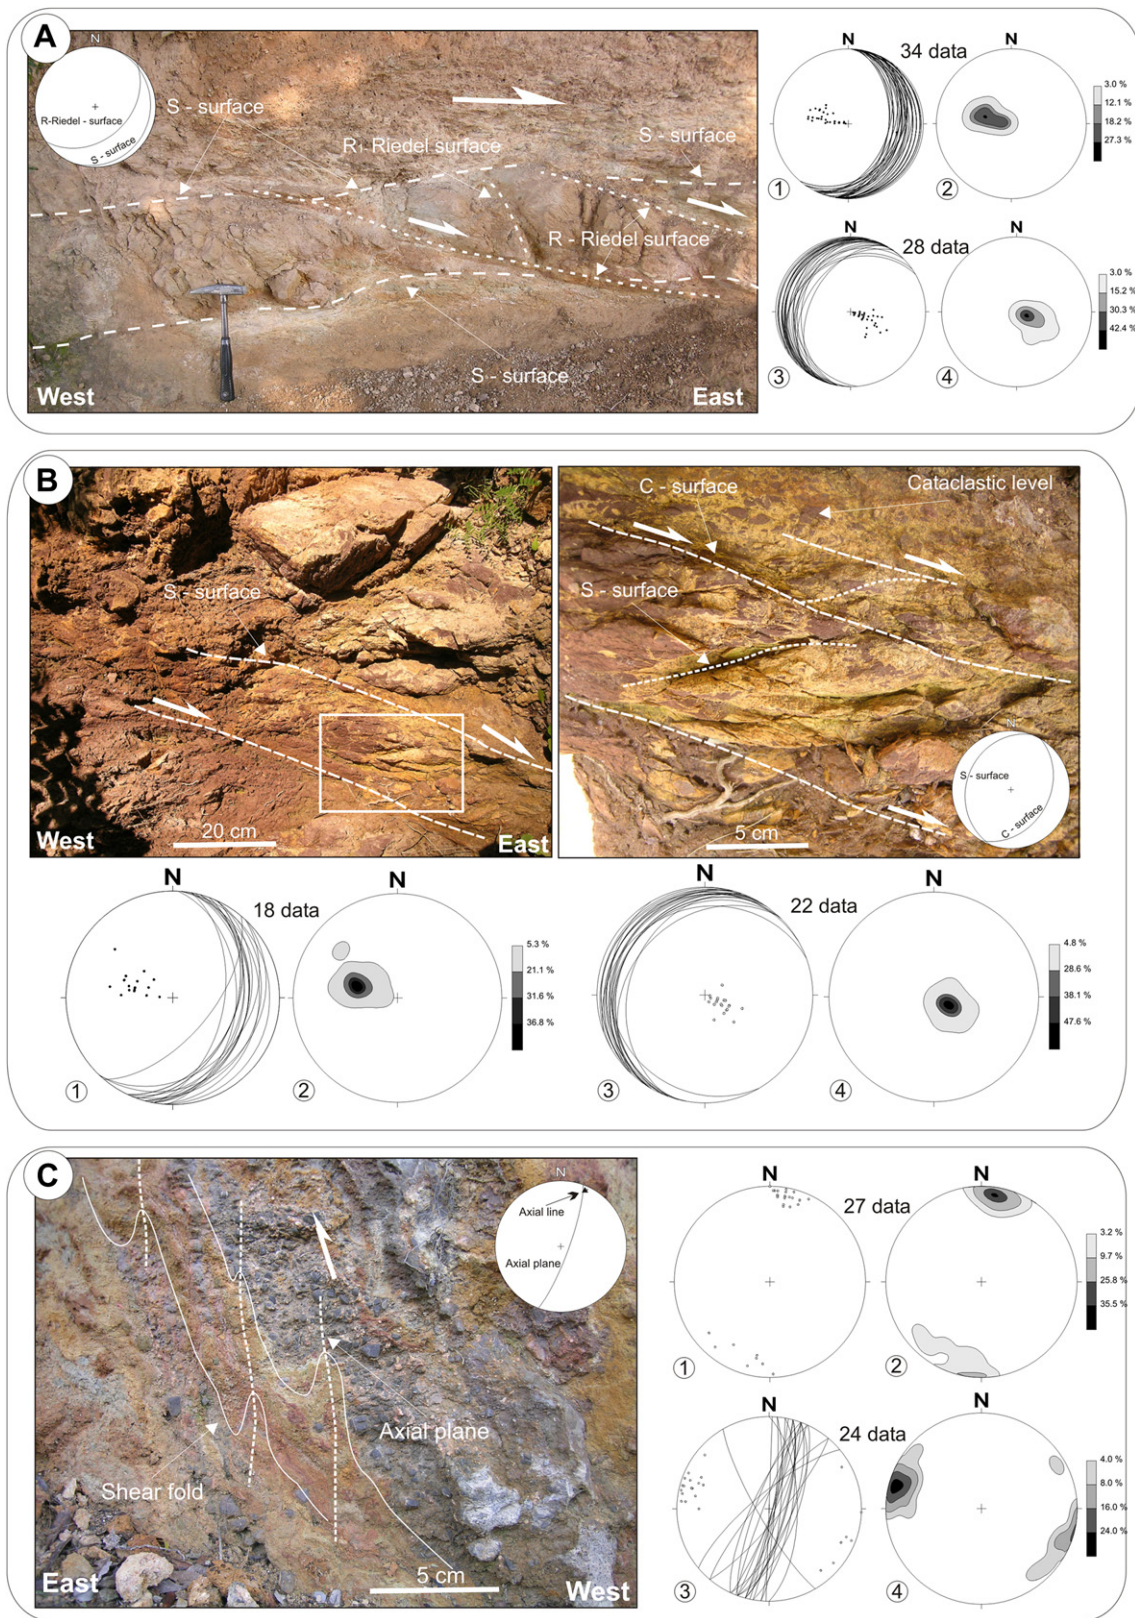 A
N
R-Riedel - surface
S - surface
S - surface
R1 Riedel surface
S - surface
R - Riedel surface
S - surface
West
East
N
34 data
N
3.0 %
12.1 %
18.2 %
27.3 %
1
2
N
28 data
N
3.0 %
15.2 %
30.3 %
42.4 %
3
4
B
S - surface
West
20 cm
East
C - surface
Cataclastic level
S - surface
5 cm
N
S - surface
C - surface
N
18 data
N
5.3 %
21.1 %
31.6 %
36.8 %
1
2
N
22 data
N
4.8 %
28.6 %
38.1 %
47.6 %
3
4
C
N
Axial line
Axial plane
Axial plane
Shear fold
East
5 cm
West
N
27 data
N
3.2 %
9.7 %
25.8 %
35.5 %
1
2
N
24 data
N
4.0 %
8.0 %
16.0 %
24.0 %
3
4